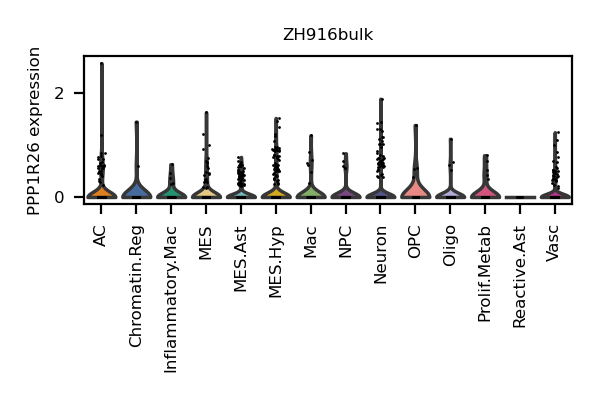 ZH916bulk
PPP1R26 expression
2
0
AC
Chromatin.Reg
Inflammatory.Mac
MES
MES.Ast
MES.Hyp
Mac
NPC
Neuron
OPC
Oligo
Prolif.Metab
Reactive.Ast
Vasc